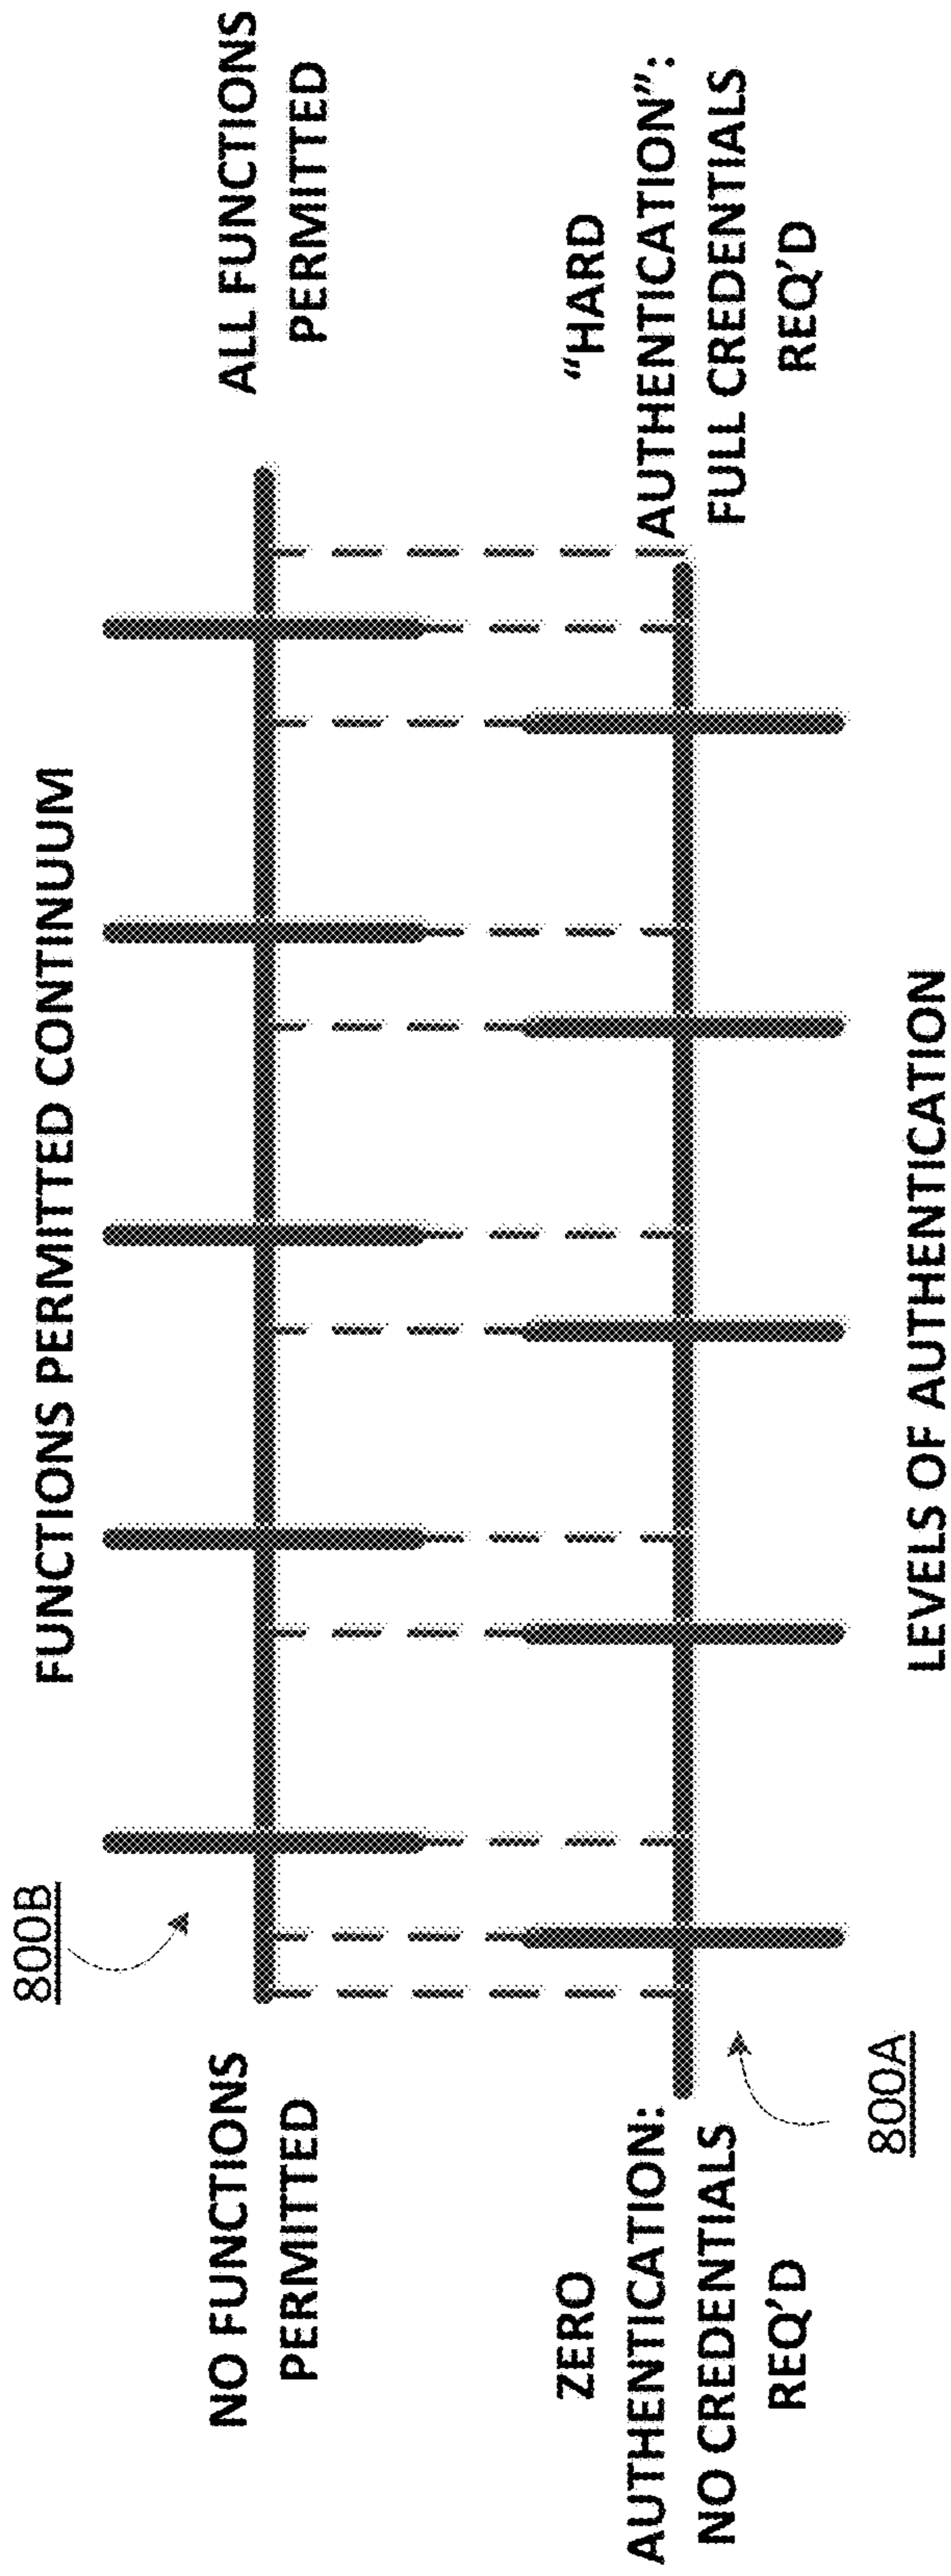 FUNCTIONS PERMITTED CONTINUUM
800B
NO FUNCTIONS
PERMITTED
ALL FUNCTIONS
PERMITTED
ZERO
AUTHENTICATION:
NO CREDENTIALS
REQ'D
"HARD
AUTHENTICATION":
FULL CREDENTIALS
REQ'D
800A
LEVELS OF AUTHENTICATION